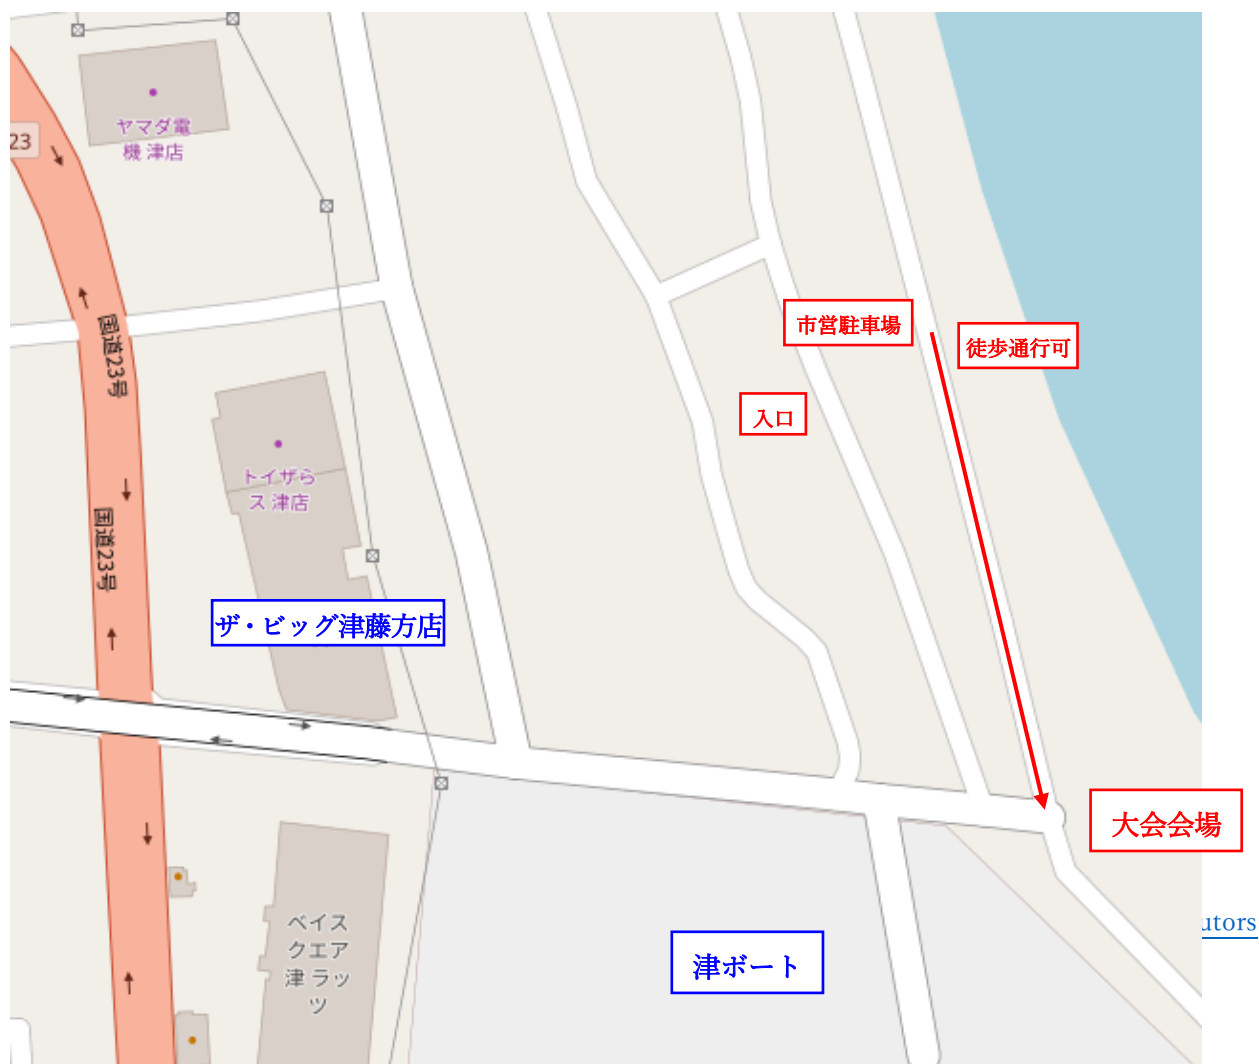 ヤマダ電
機 津店
23
国道23号
市営駐車場
徒歩通行可
入口
トイザら
ス 津店
国道23号
ザ・ビッグ津藤方店
大会会場
ベイス
クエア
津 ラッ
ツ
津ボート
utors